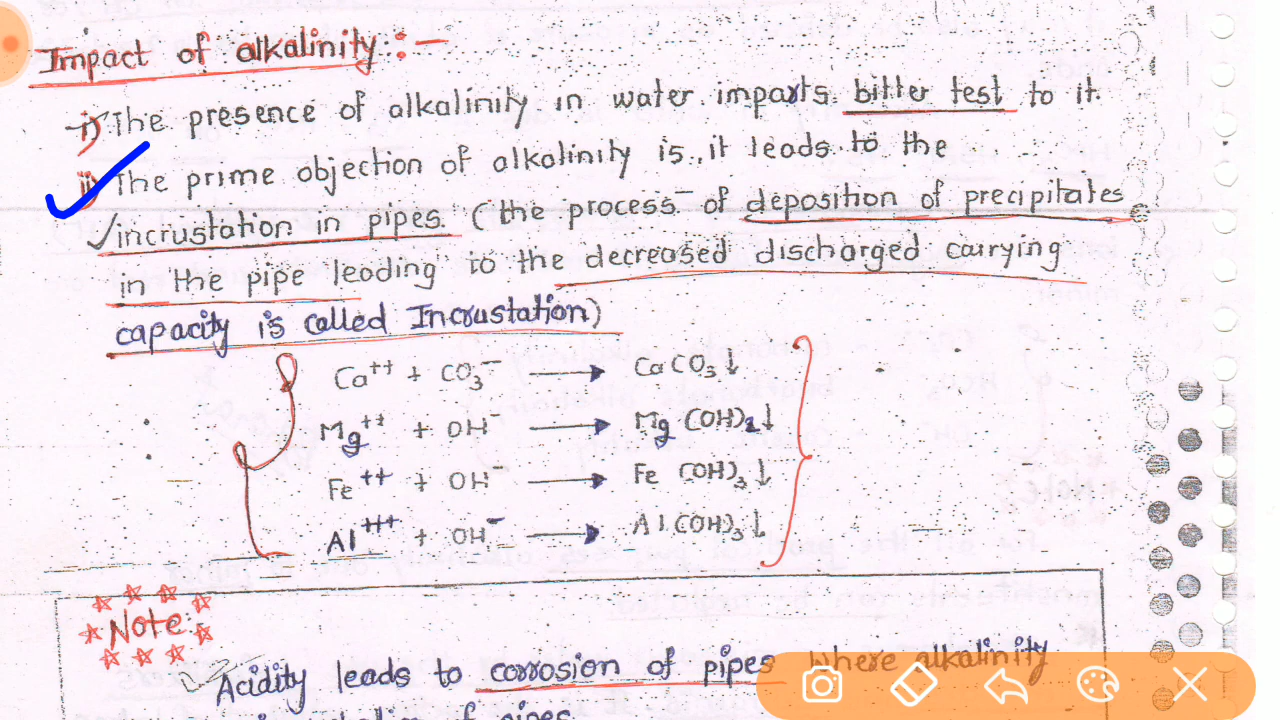 Impact of alkalinity::-
i) The presence of alkalinity in water imparts bitter test to it.
ii) The prime objection of alkalinity is, it leads to the
incrustation in pipes. (the process of deposition of precipitates
in the pipe leading to the decreased discharged carrying
capacity is called Incrustation)
Ca⁺⁺ + CO₃⁻ → CaCO₃↓
Mg⁺⁺ + OH⁻ → Mg(OH)₂↓
Fe⁺⁺ + OH⁻ → Fe(OH)₃↓
Al⁺⁺⁺ + OH⁻ → Al(OH)₃↓
Note:-
Acidity leads to corrosion of pipes where alkalinity
of pipes